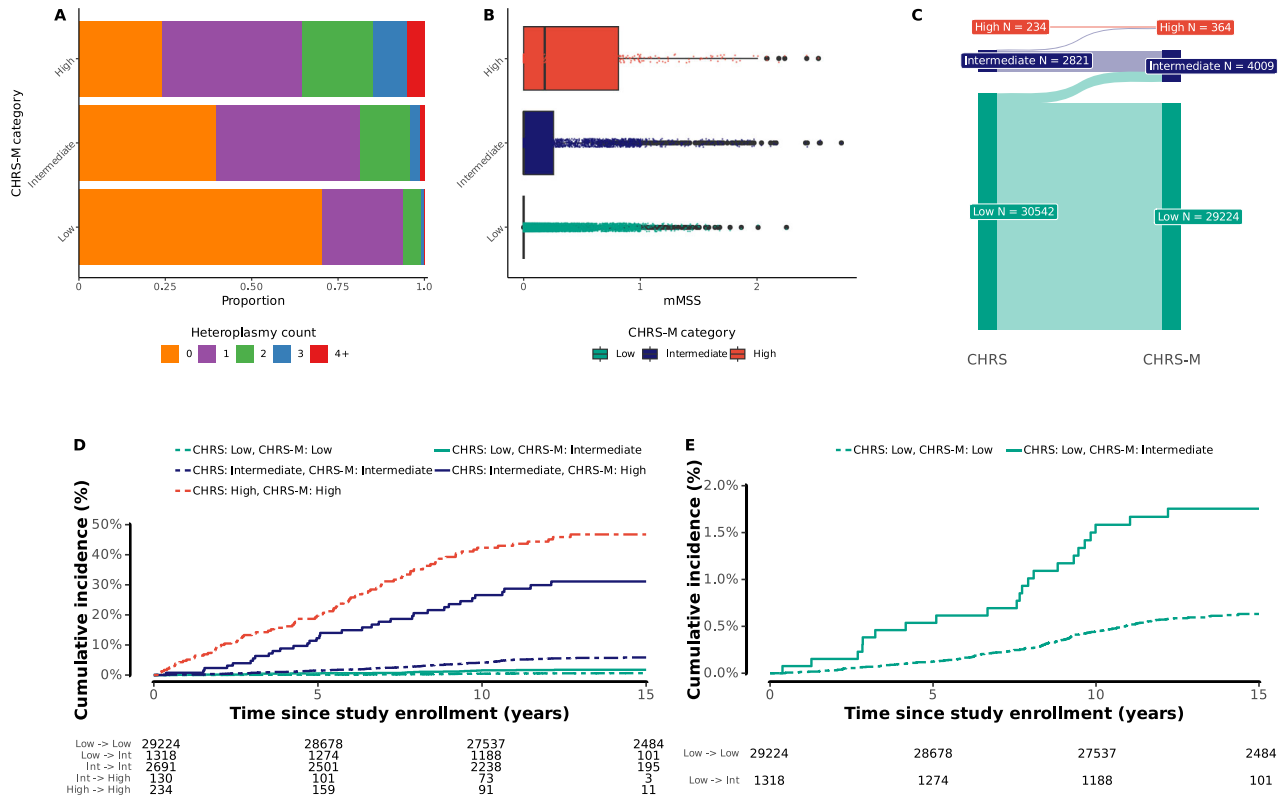 A
CHRS-M category
High
Intermediate
Low
0 0.25 0.50 0.75 1.0
Proportion
Heteroplasmy count
0 1 2 3 4+
B
High
Intermediate
Low
0 1 2
mMSS
CHRS-M category
Low Intermediate High
C
High N = 234
High N = 364
Intermediate N = 2821
Intermediate N = 4009
Low N = 30542
Low N = 29224
CHRS CHRS-M
D
CHRS: Low, CHRS-M: Low
CHRS: Low, CHRS-M: Intermediate
CHRS: Intermediate, CHRS-M: Intermediate
CHRS: Intermediate, CHRS-M: High
CHRS: High, CHRS-M: High
Cumulative incidence (%)
50%
40%
30%
20%
10%
0%
0 5 10 15
Time since study enrollment (years)
Low -> Low 29224 28678 27537 2484
Low -> Int 1318 1274 1188 101
Int -> Int 2691 2501 2238 195
Int -> High 130 101 73 3
High -> High 234 159 91 11
E
CHRS: Low, CHRS-M: Low
CHRS: Low, CHRS-M: Intermediate
Cumulative incidence (%)
2.0%
1.5%
1.0%
0.5%
0.0%
0 5 10 15
Time since study enrollment (years)
Low -> Low 29224 28678 27537 2484
Low -> Int 1318 1274 1188 101